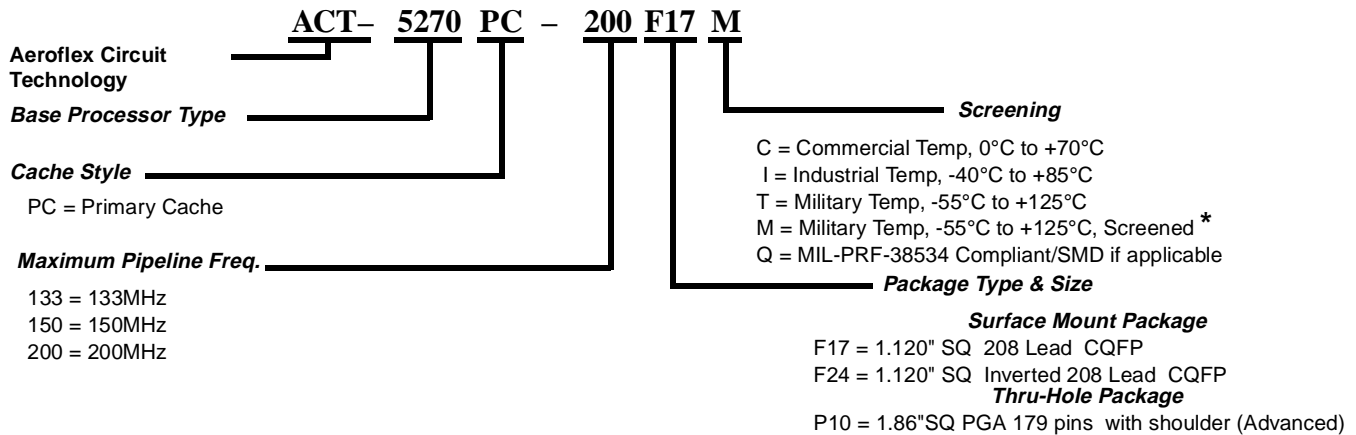 ACT– 5270 PC – 200 F17 M
Aeroflex Circuit
Technology
Base Processor Type
Cache Style
PC = Primary Cache
Maximum Pipeline Freq.
133 = 133MHz
150 = 150MHz
200 = 200MHz
Screening
C = Commercial Temp, 0°C to +70°C
I = Industrial Temp, -40°C to +85°C
T = Military Temp, -55°C to +125°C
M = Military Temp, -55°C to +125°C, Screened *
Q = MIL-PRF-38534 Compliant/SMD if applicable
Package Type & Size
Surface Mount Package
F17 = 1.120" SQ 208 Lead CQFP
F24 = 1.120" SQ Inverted 208 Lead CQFP
Thru-Hole Package
P10 = 1.86"SQ PGA 179 pins with shoulder (Advanced)